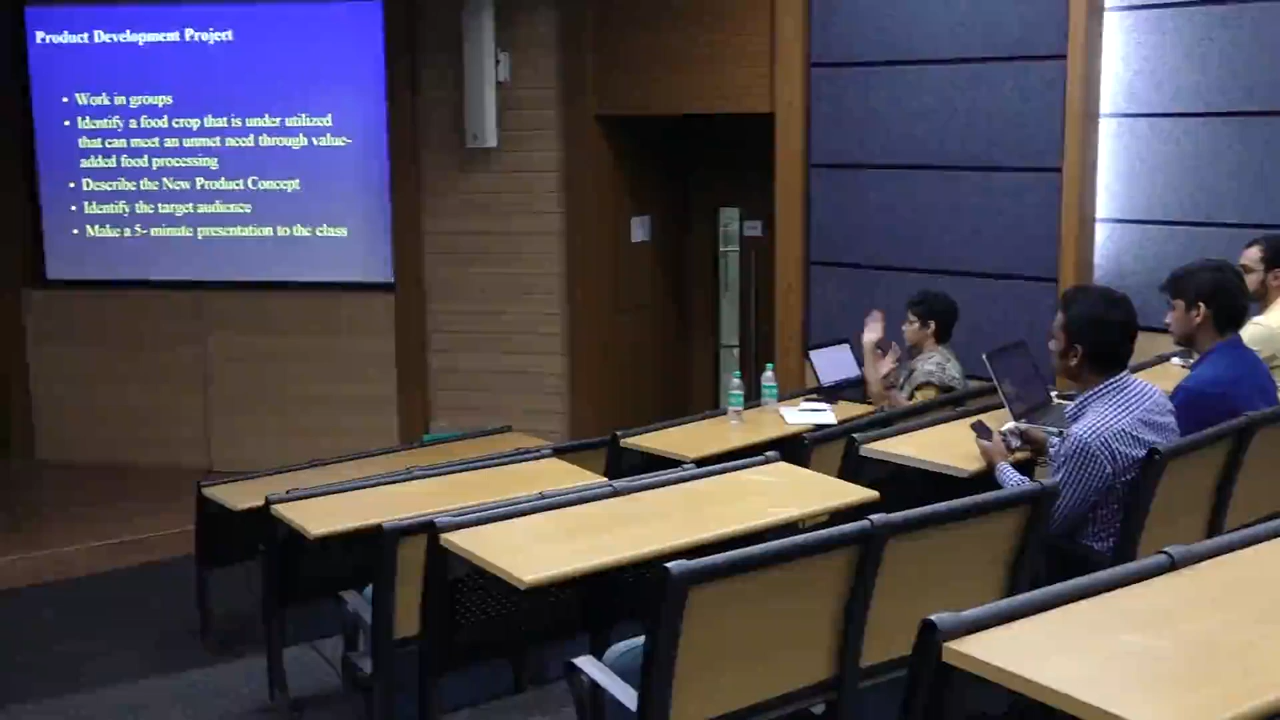 Product Development Project
• Work in groups
• Identify a food crop that is under utilized
that can meet an unmet need through value-
added food processing
• Describe the New Product Concept
• Identify the target audience
• Make a 5- minute presentation to the class